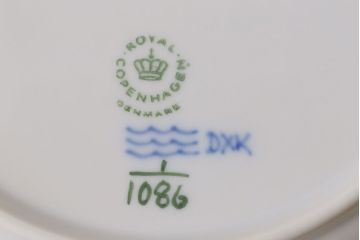 ROYAL
COPENHAGEN
DENMARK
DXK
1
1086